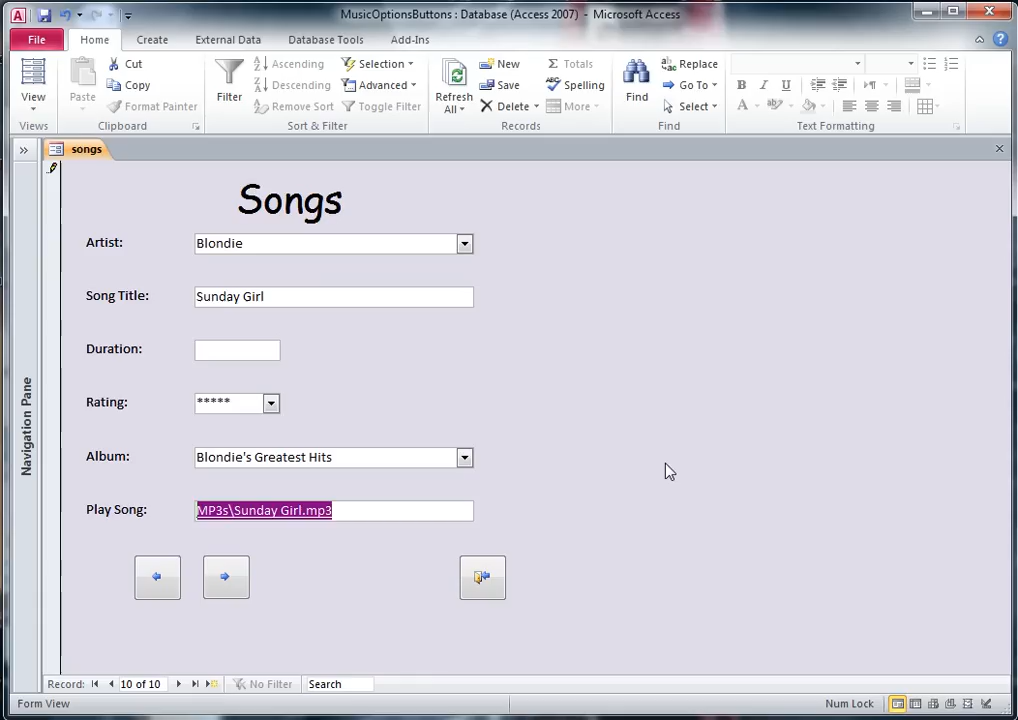 MusicOptionsButtons : Database (Access 2007) - Microsoft Access
File Home Create External Data Database Tools Add-Ins
View
Views
Paste
Cut
Copy
Format Painter
Clipboard
Filter
Ascending
Descending
Remove Sort
Selection
Advanced
Toggle Filter
Sort & Filter
Refresh
All
New
Save
Delete
Totals
Spelling
More
Records
Find
Replace
Go To
Select
Find
B I U
A ab
Text Formatting
songs
Navigation Pane
Songs
Artist: Blondie
Song Title: Sunday Girl
Duration:
Rating: *****
Album: Blondie's Greatest Hits
Play Song: MP3s\Sunday Girl.mp3
Record: 10 of 10 No Filter Search
Form View Num Lock